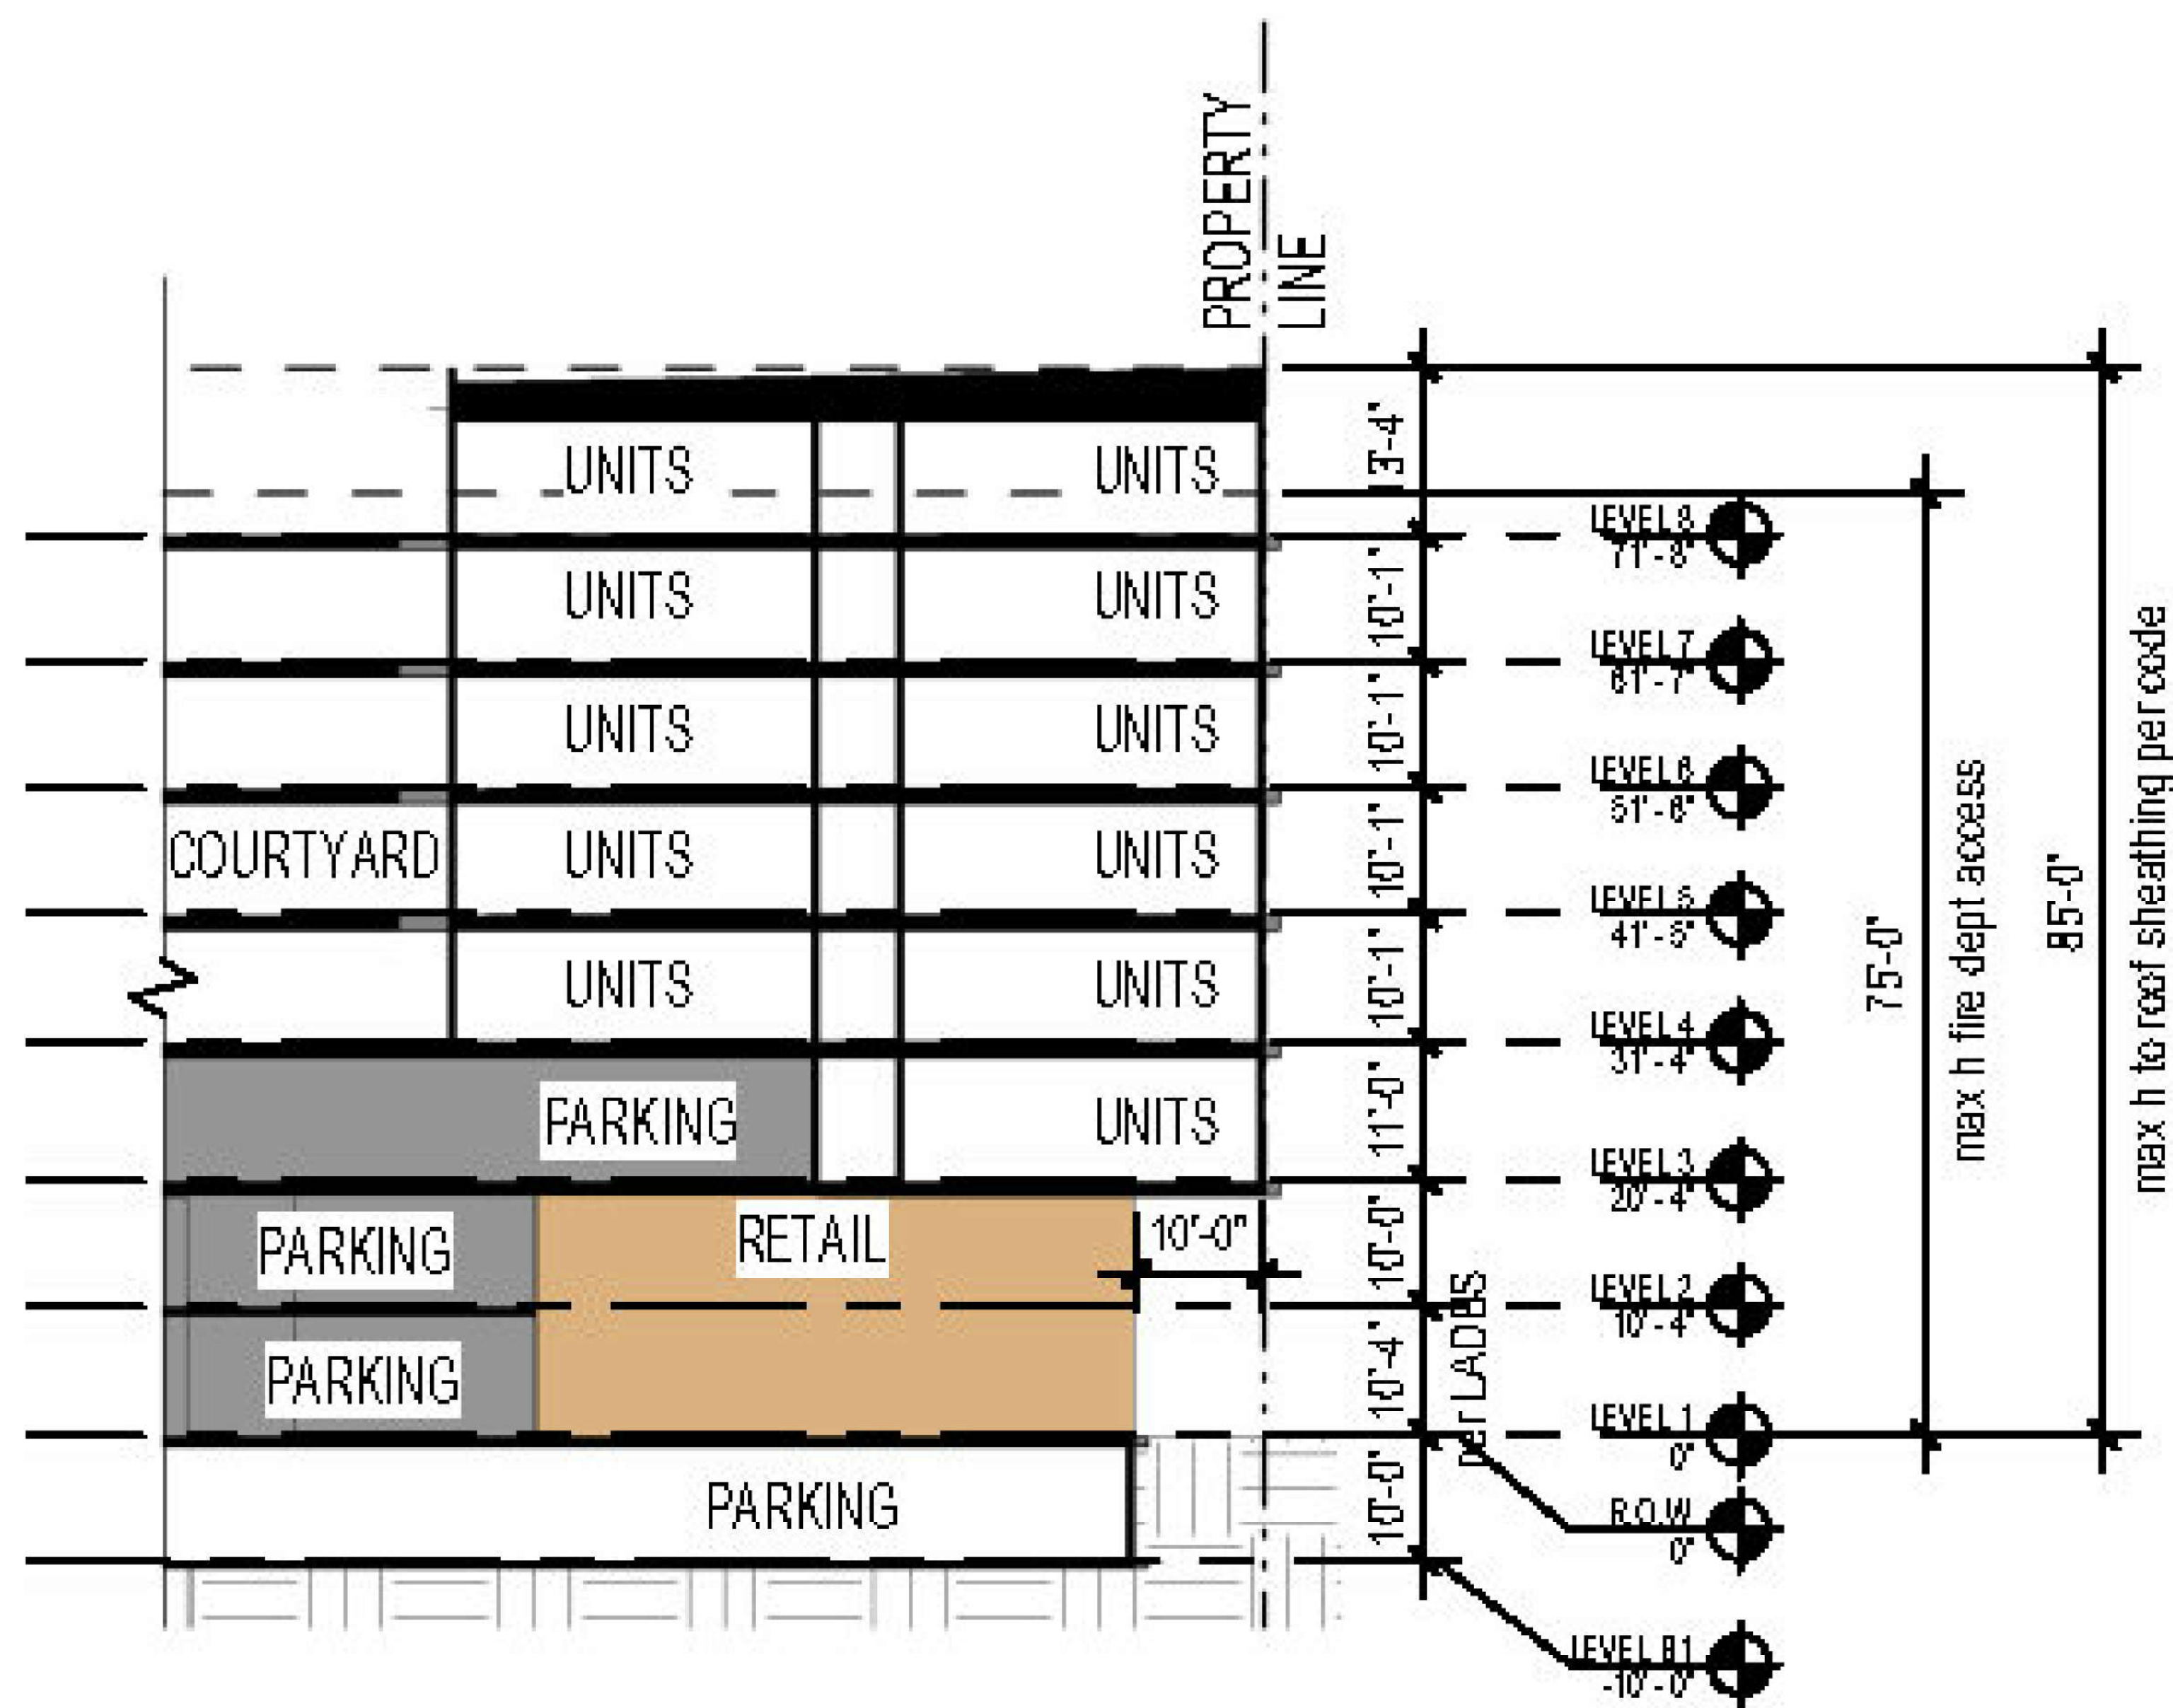 PROPERTY
LINE
UNITS
UNITS
13'-4"
LEVEL 8
71'-8"
UNITS
UNITS
10'-1"
LEVEL 7
61'-7"
UNITS
UNITS
10'-1"
LEVEL 6
51'-6"
COURTYARD
UNITS
UNITS
10'-1"
LEVEL 5
41'-5"
UNITS
UNITS
10'-1"
LEVEL 4
31'-4"
PARKING
UNITS
11'-0"
LEVEL 3
20'-4"
PARKING
RETAIL
10'-0"
10'-0"
LEVEL 2
10'-4"
PARKING
10'-4"
per LADBS
LEVEL 1
0"
PARKING
10'-0"
R.O.W
0"
LEVEL B1
-10'-0"
75'-0"
max h fire dept access
85'-0"
max h to roof sheathing per code